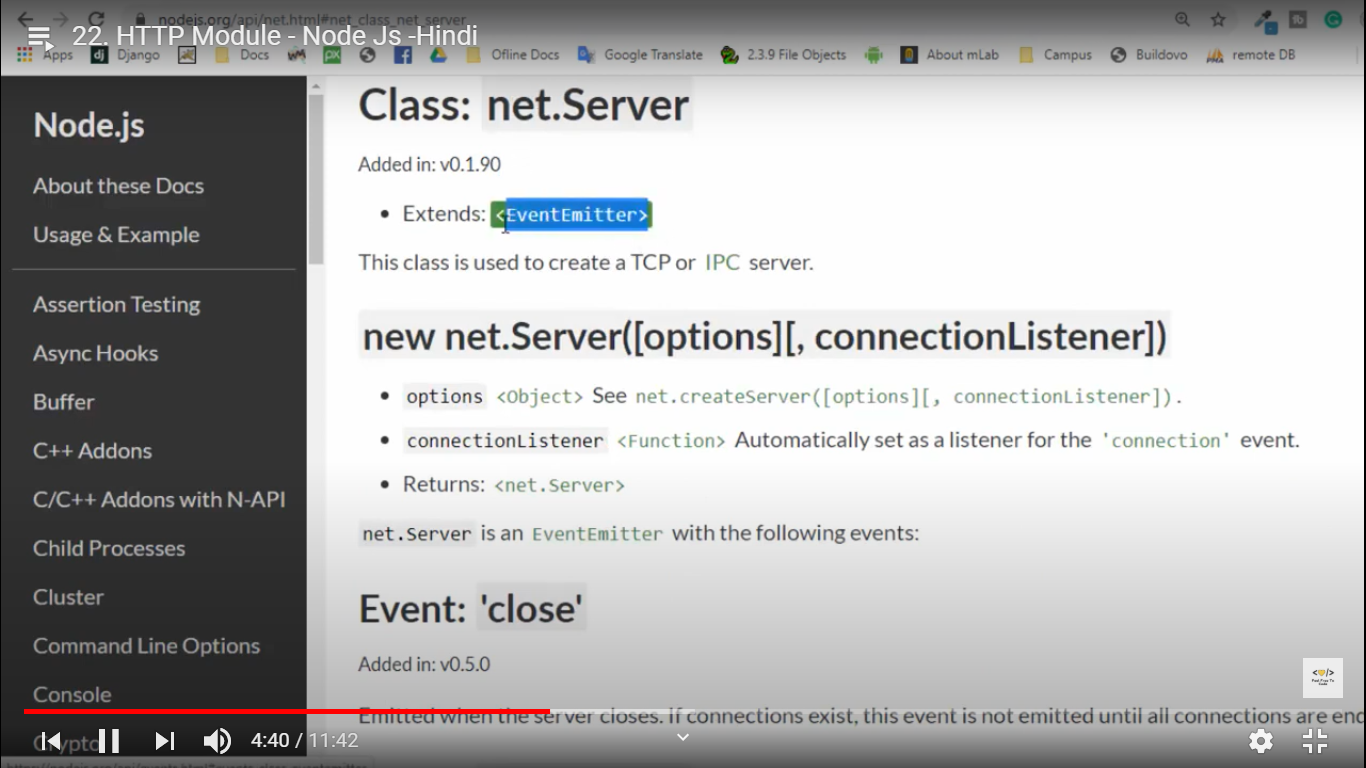 nodejs.org/api/net.html#net_class_net_server
22. HTTP Module - Node Js -Hindi
Apps Django Docs Ofline Docs Google Translate 2.3.9 File Objects About mLab Campus Buildovo remote DB
Node.js
About these Docs
Usage & Example
Assertion Testing
Async Hooks
Buffer
C++ Addons
C/C++ Addons with N-API
Child Processes
Cluster
Command Line Options
Console
Crypto
Class: net.Server
Added in: v0.1.90
• Extends: <EventEmitter>
This class is used to create a TCP or IPC server.
new net.Server([options][, connectionListener])
• options <Object> See net.createServer([options][, connectionListener]).
• connectionListener <Function> Automatically set as a listener for the 'connection' event.
• Returns: <net.Server>
net.Server is an EventEmitter with the following events:
Event: 'close'
Added in: v0.5.0
Emitted when the server closes. If connections exist, this event is not emitted until all connections are
4:40 / 11:42